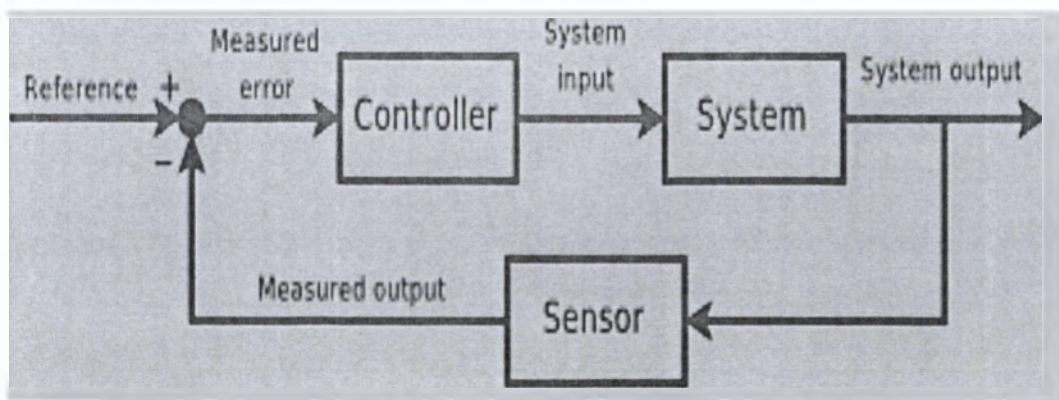 Reference
+
−
Measured
error
Controller
System
input
System
System output
Measured output
Sensor